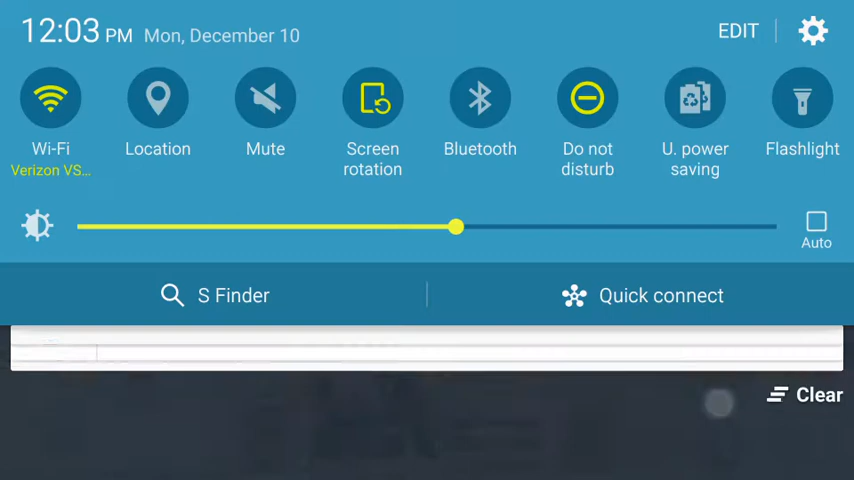 12:03 PM Mon, December 10 EDIT
Wi-Fi Location Mute Screen rotation Bluetooth Do not disturb U. power saving Flashlight
Verizon VS...
Auto
S Finder Quick connect
Clear